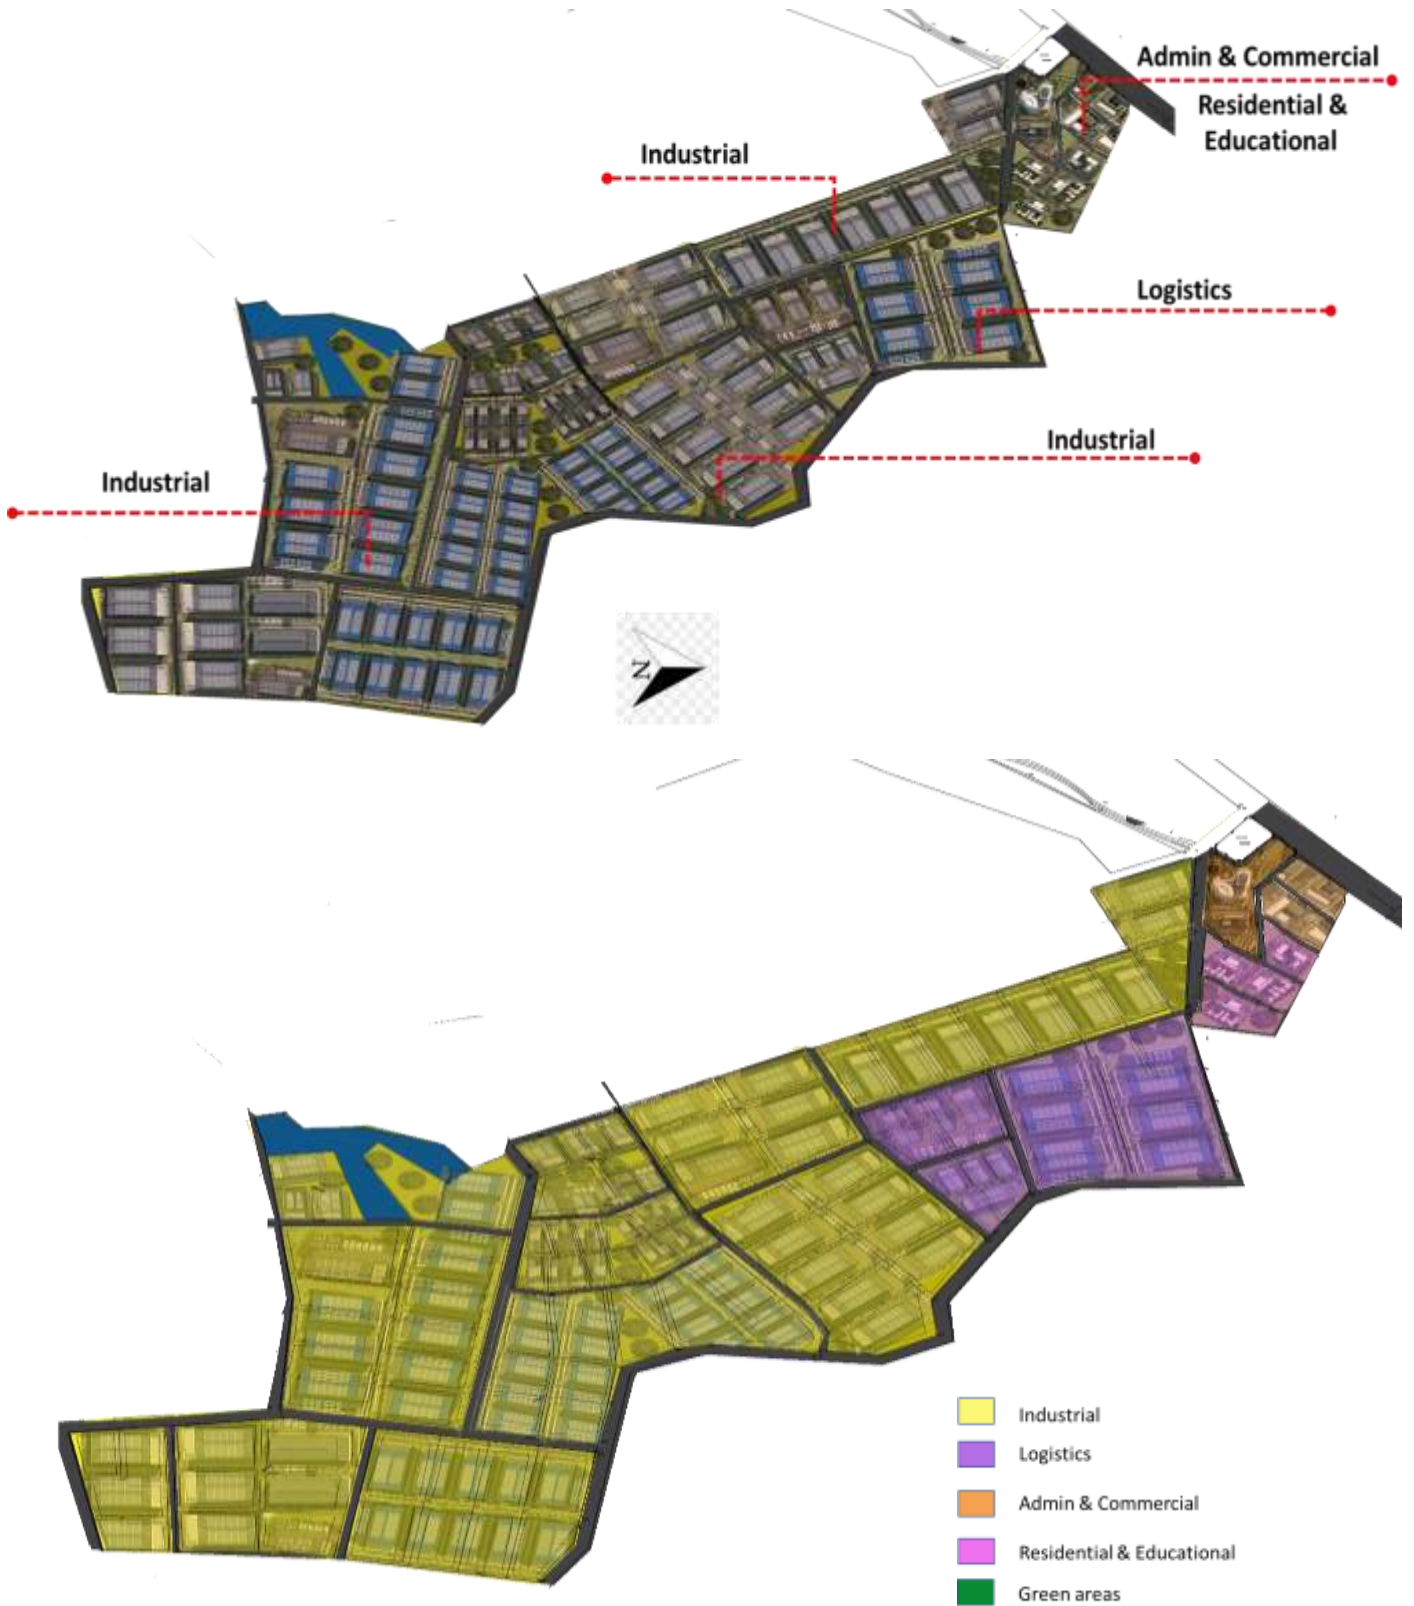 Admin & Commercial
Residential &
Educational
Industrial
Logistics
Industrial
Industrial
N
Industrial
Logistics
Admin & Commercial
Residential & Educational
Green areas